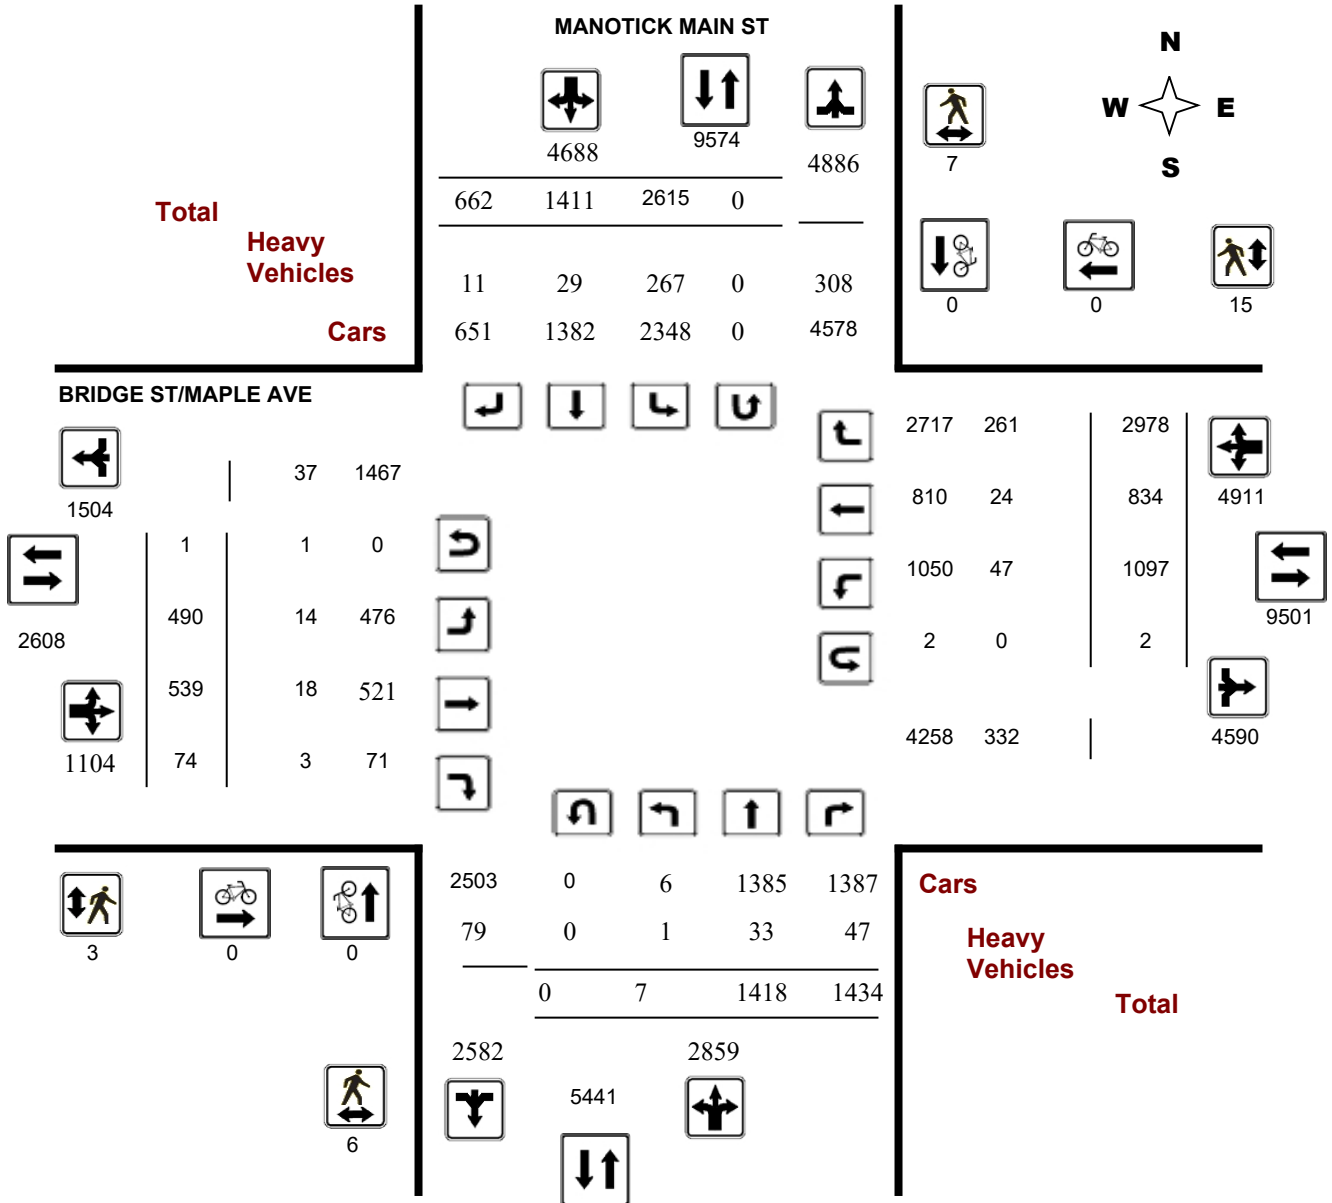 MANOTICK MAIN ST
N
W E
S
4688 9574 4886 7
Total 662 1411 2615 0
Heavy
Vehicles
11 29 267 0 308
0 0 15
Cars 651 1382 2348 0 4578
BRIDGE ST/MAPLE AVE
2717 261 2978
37 1467
1504
810 24 834 4911
1 1 0
1050 47 1097
490 14 476 9501
2608
2 0 2
539 18 521
4258 332 4590
1104 74 3 71
2503 0 6 1385 1387 Cars
3 0 0
79 0 1 33 47 Heavy
Vehicles
0 7 1418 1434 Total
2582 2859
5441
6